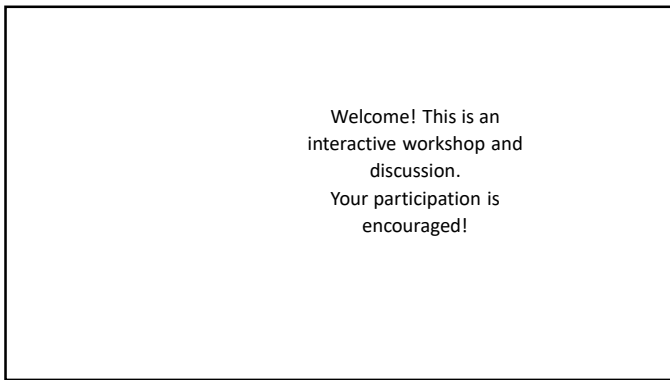 Welcome! This is an
interactive workshop and
discussion.
Your participation is
encouraged!